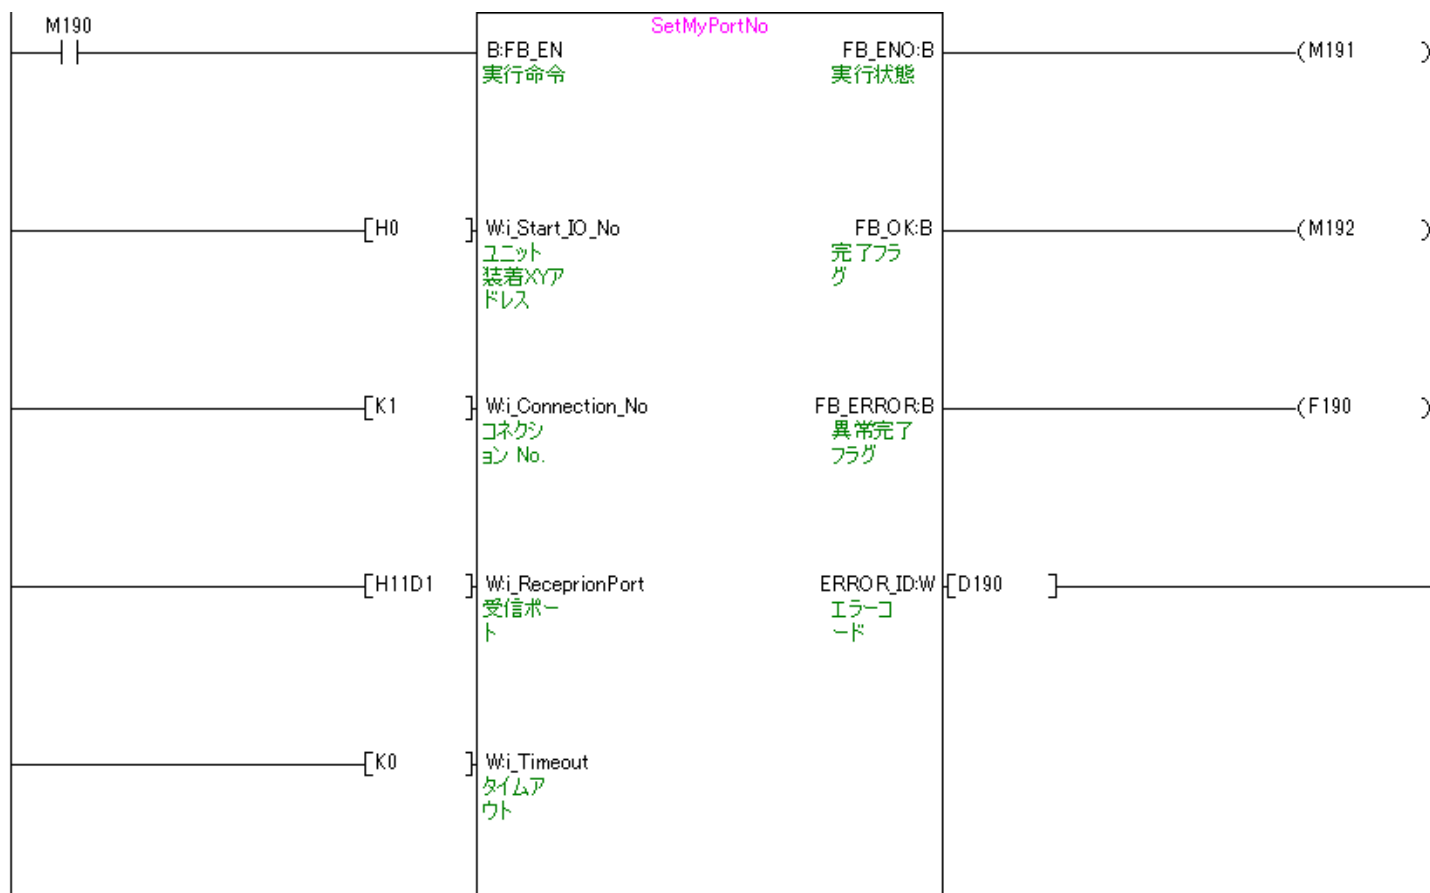 M190
SetMyPortNo
B:FB_EN
FB_ENO:B
(M191 )
実行命令
実行状態
[H0 ]
W:i_Start_IO_No
FB_OK:B
(M192 )
ユニット
装着XYア
ドレス
完了フラ
グ
[K1 ]
W:i_Connection_No
FB_ERROR:B
(F190 )
コネクシ
ョン No.
異常完了
フラグ
[H11D1 ]
W:i_ReceprionPort
ERROR_ID:W
[D190 ]
受信ポー
ト
エラーコ
ード
[K0 ]
W:i_Timeout
タイムア
ウト